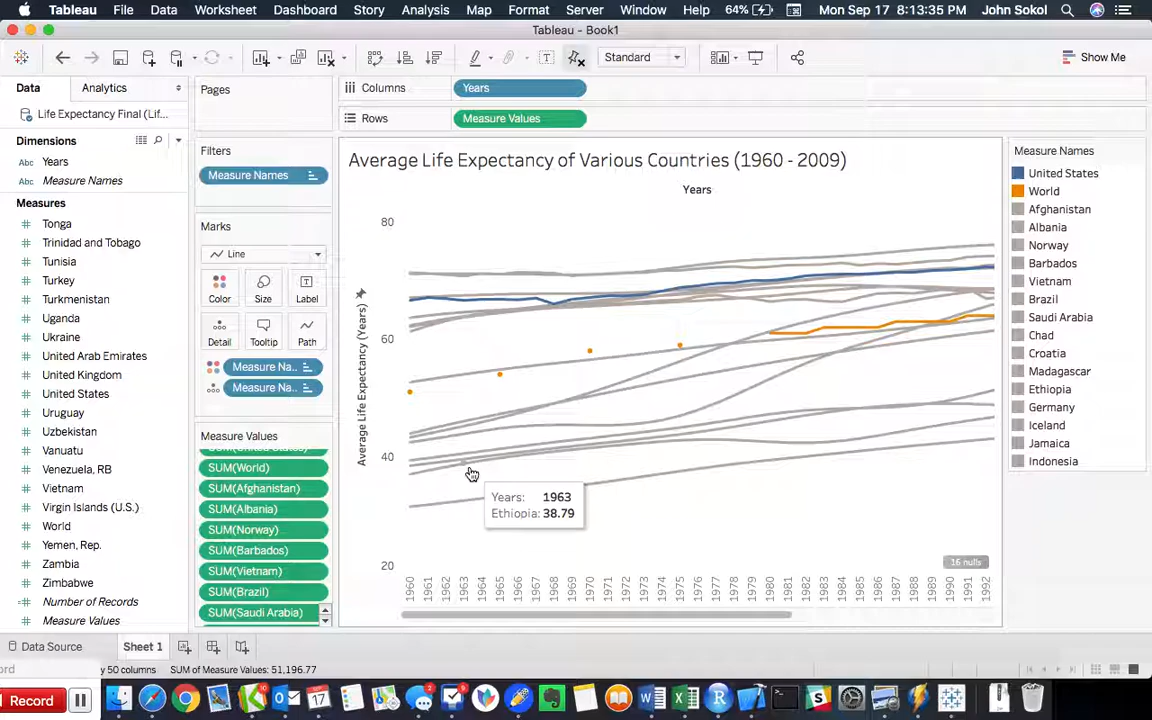 Tableau File Data Worksheet Dashboard Story Analysis Map Format Server Window Help 64% Mon Sep 17 8:13:35 PM John Sokol
Tableau - Book1
Standard
Show Me
Data Analytics
Life Expectancy Final (Lif...
Dimensions
Abc Years
Abc Measure Names
Measures
# Tonga
# Trinidad and Tobago
# Tunisia
# Turkey
# Turkmenistan
# Uganda
# Ukraine
# United Arab Emirates
# United Kingdom
# United States
# Uruguay
# Uzbekistan
# Vanuatu
# Venezuela, RB
# Vietnam
# Virgin Islands (U.S.)
# World
# Yemen, Rep.
# Zambia
# Zimbabwe
# Number of Records
# Measure Values
Pages
Filters
Measure Names
Marks
Line
Color Size Label
Detail Tooltip Path
Measure Na..
Measure Na..
Measure Values
SUM(United States)
SUM(World)
SUM(Afghanistan)
SUM(Albania)
SUM(Norway)
SUM(Barbados)
SUM(Vietnam)
SUM(Brazil)
SUM(Saudi Arabia)
Columns Years
Rows Measure Values
Average Life Expectancy of Various Countries (1960 - 2009)
Years
Average Life Expectancy (Years)
80
60
40
20
Years: 1963
Ethiopia: 38.79
16 nulls
1960 1961 1962 1963 1964 1965 1966 1967 1968 1969 1970 1971 1972 1973 1974 1975 1976 1977 1978 1979 1980 1981 1982 1983 1984 1985 1986 1987 1988 1989 1990 1991 1992
Measure Names
United States
World
Afghanistan
Albania
Norway
Barbados
Vietnam
Brazil
Saudi Arabia
Chad
Croatia
Madagascar
Ethiopia
Germany
Iceland
Jamaica
Indonesia
Data Source Sheet 1
y 50 columns SUM of Measure Values: 51,196.77
Record
17